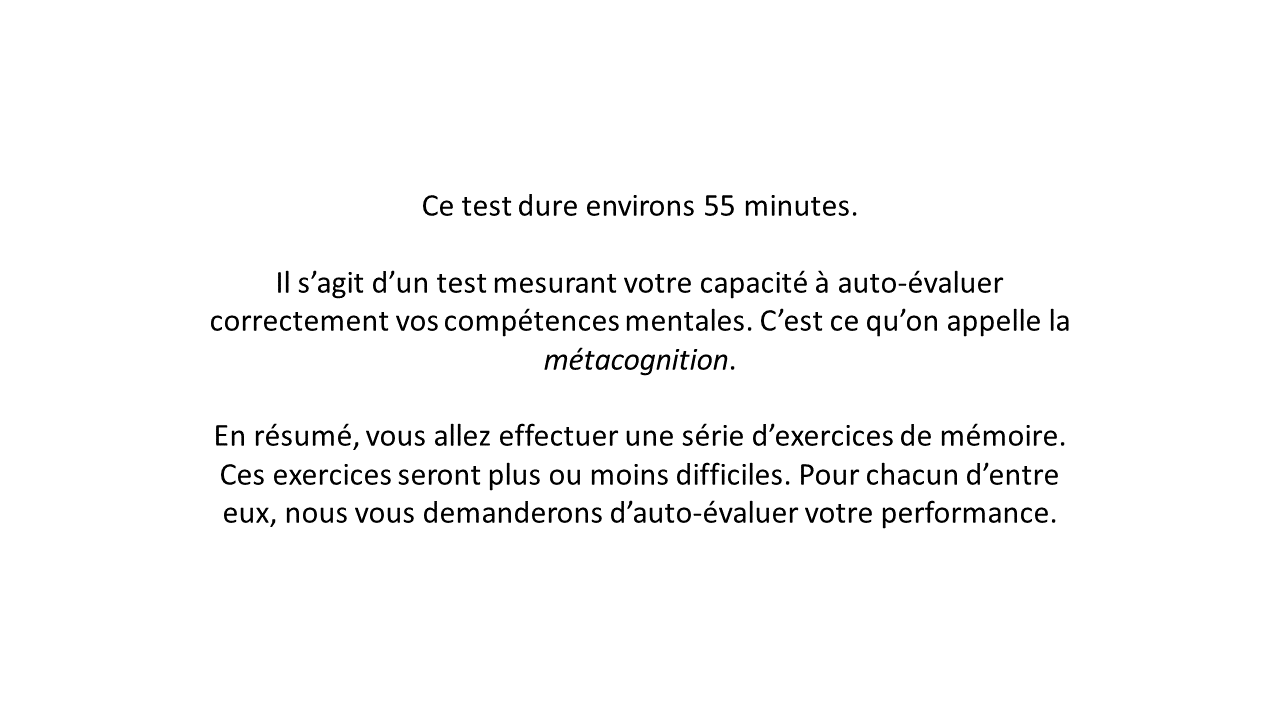 Ce test dure environs 55 minutes.
Il s’agit d’un test mesurant votre capacité à auto-évaluer
correctement vos compétences mentales. C’est ce qu’on appelle la
métacognition.
En résumé, vous allez effectuer une série d’exercices de mémoire.
Ces exercices seront plus ou moins difficiles. Pour chacun d’entre
eux, nous vous demanderons d’auto-évaluer votre performance.